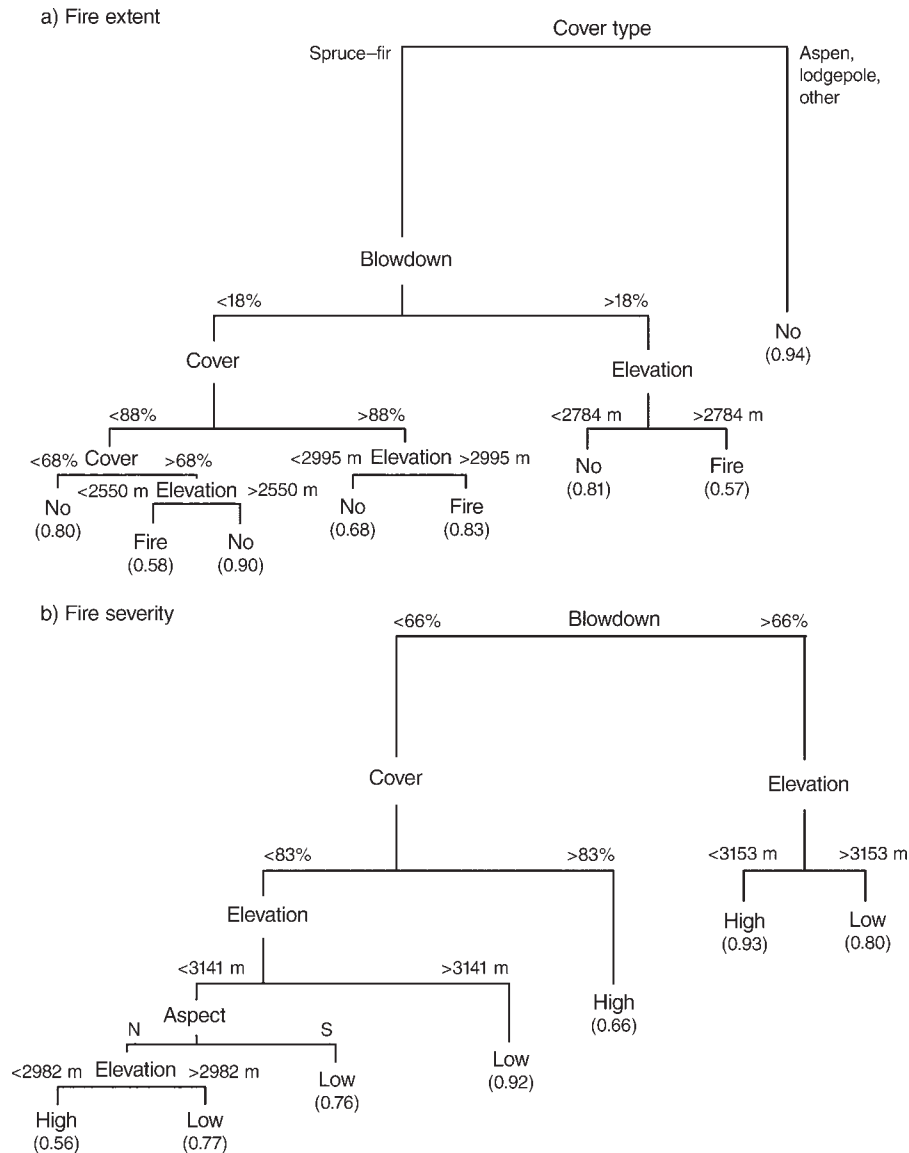 a) Fire extent
Cover type
Spruce–fir
Aspen,
lodgepole,
other
Blowdown
<18% >18%
No
(0.94)
Cover
Elevation
<88% >88%
<2784 m >2784 m
<68% Cover >68%
<2995 m Elevation >2995 m
No
(0.81)
Fire
(0.57)
<2550 m Elevation >2550 m
No
(0.80)
No
(0.68)
Fire
(0.83)
Fire
(0.58)
No
(0.90)
b) Fire severity
<66% Blowdown >66%
Cover
Elevation
<83% >83%
<3153 m >3153 m
Elevation
High
(0.93)
Low
(0.80)
<3141 m >3141 m
High
(0.66)
Aspect
N S
Low
(0.92)
<2982 m Elevation >2982 m
Low
(0.76)
High
(0.56)
Low
(0.77)